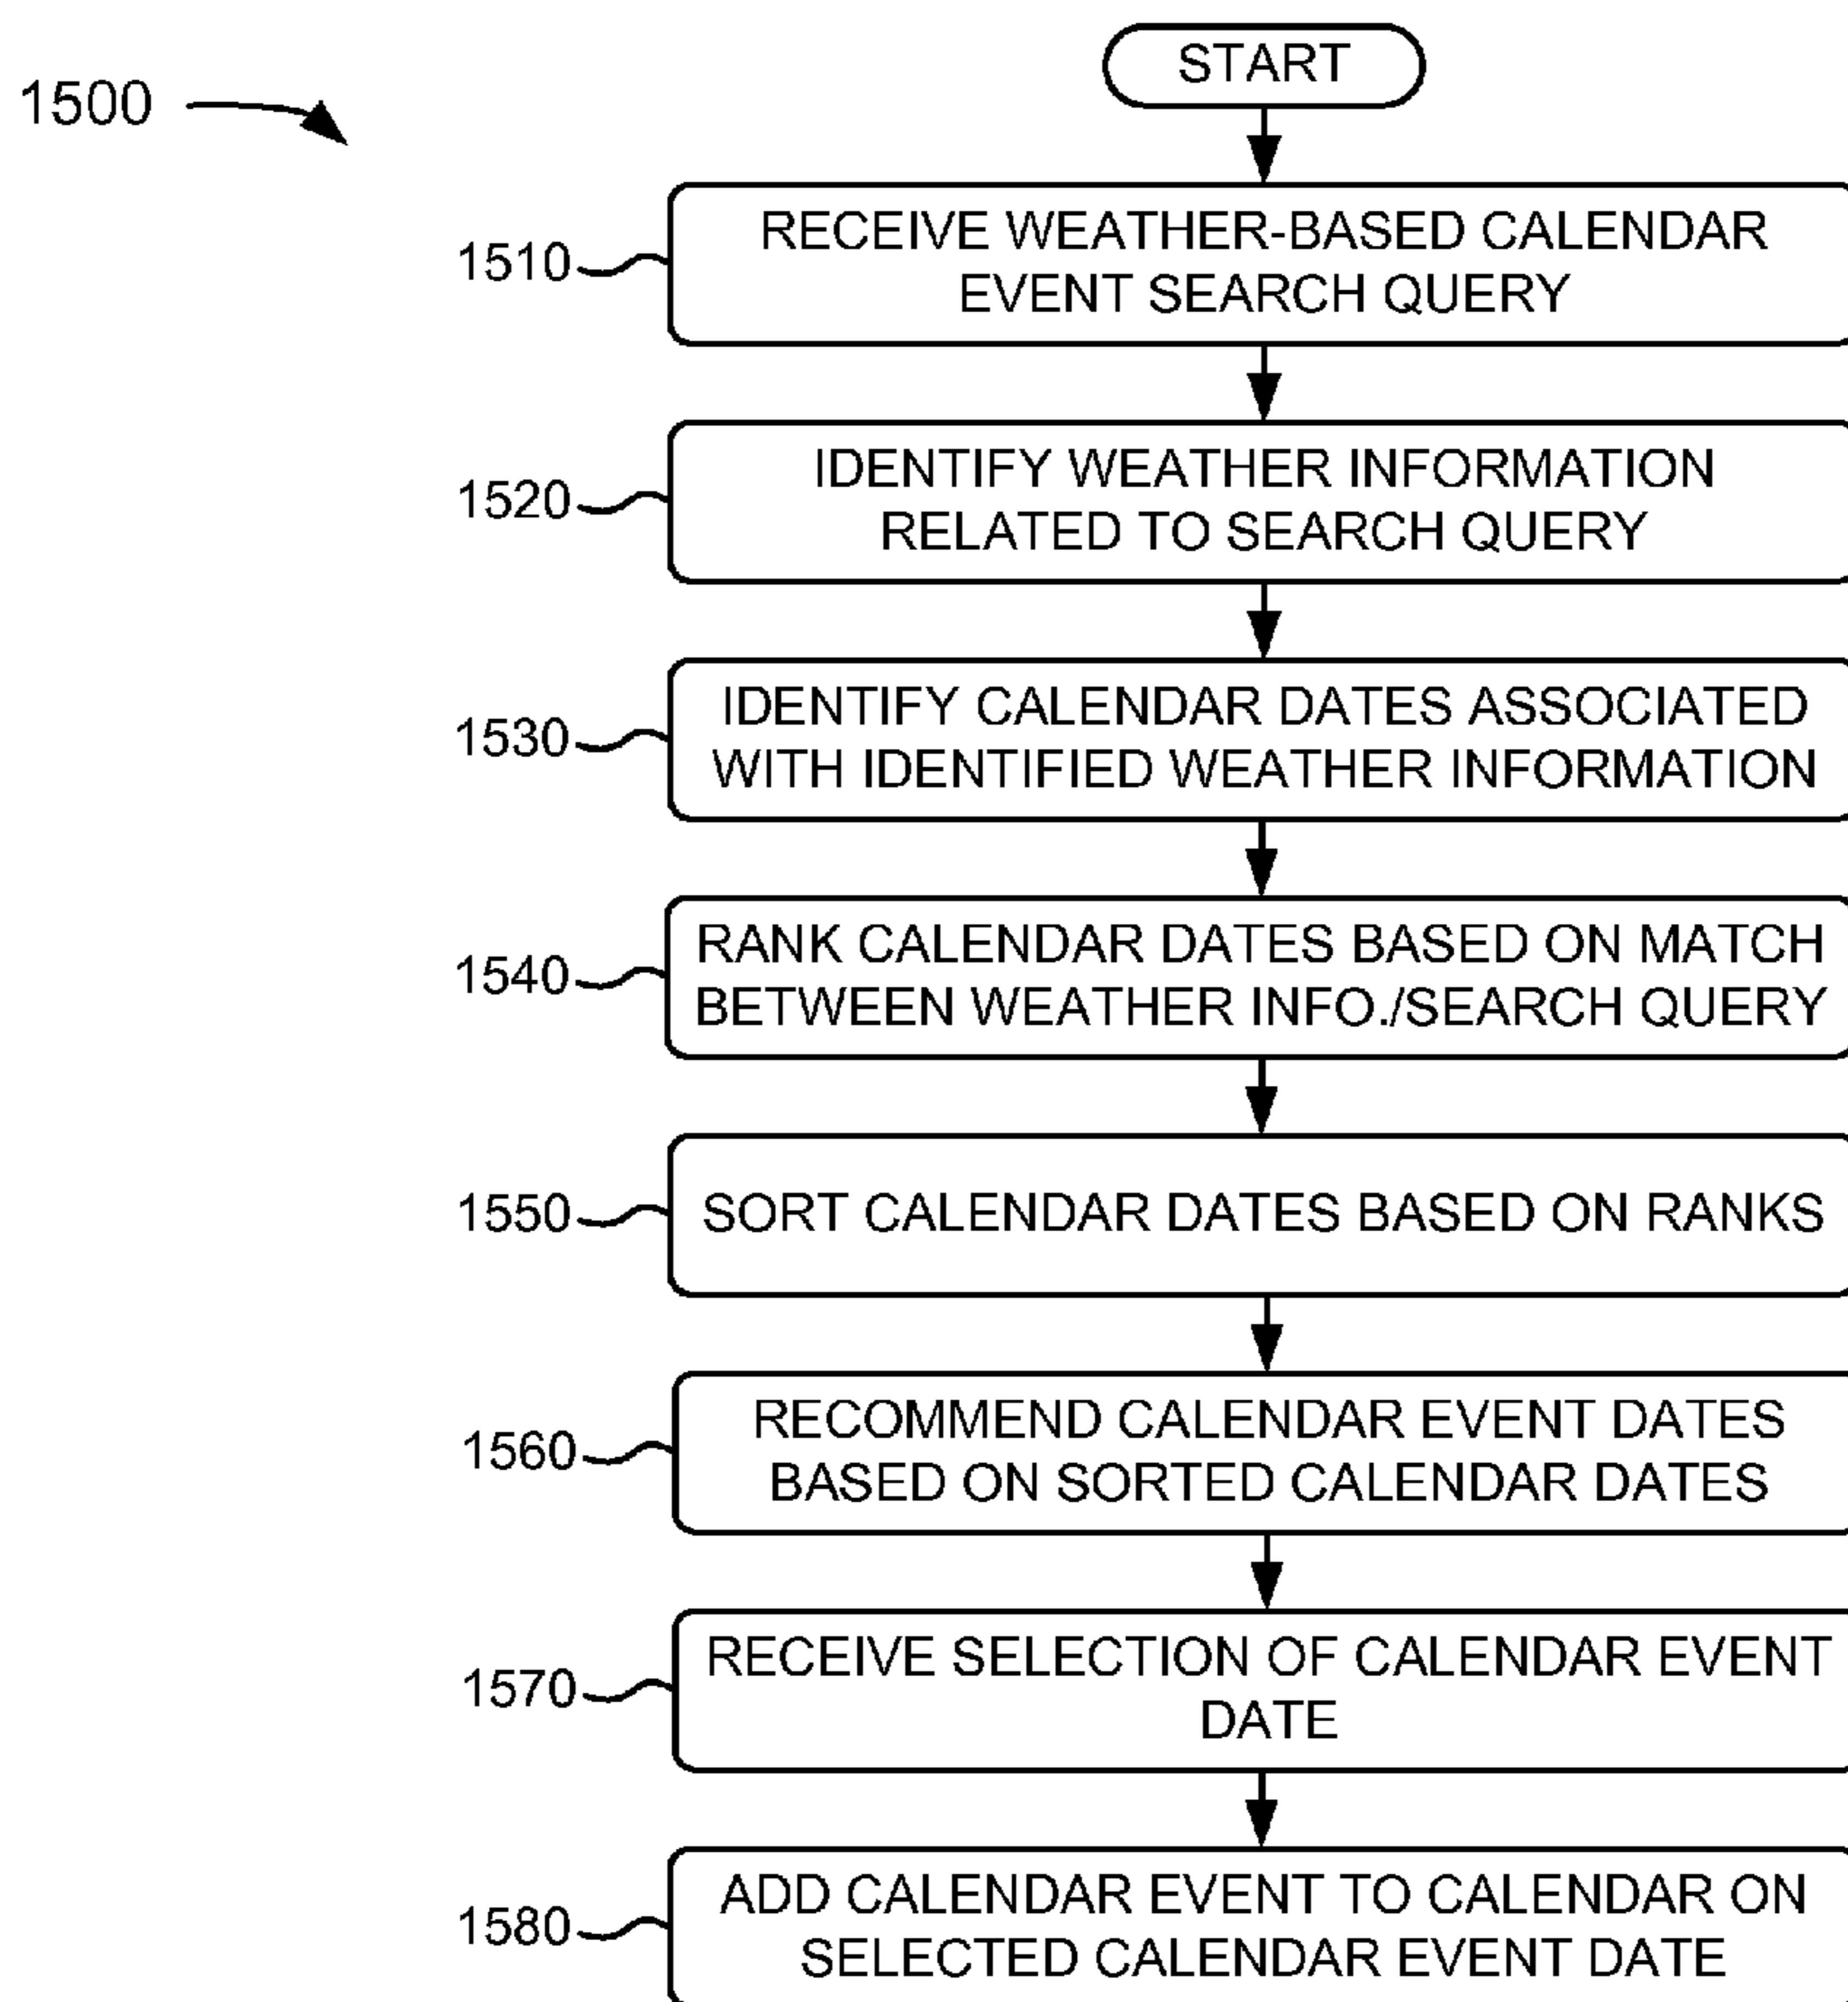 START
1500
1510
RECEIVE WEATHER-BASED CALENDAR
EVENT SEARCH QUERY
1520
IDENTIFY WEATHER INFORMATION
RELATED TO SEARCH QUERY
1530
IDENTIFY CALENDAR DATES ASSOCIATED
WITH IDENTIFIED WEATHER INFORMATION
1540
RANK CALENDAR DATES BASED ON MATCH
BETWEEN WEATHER INFO./SEARCH QUERY
1550
SORT CALENDAR DATES BASED ON RANKS
1560
RECOMMEND CALENDAR EVENT DATES
BASED ON SORTED CALENDAR DATES
1570
RECEIVE SELECTION OF CALENDAR EVENT
DATE
1580
ADD CALENDAR EVENT TO CALENDAR ON
SELECTED CALENDAR EVENT DATE